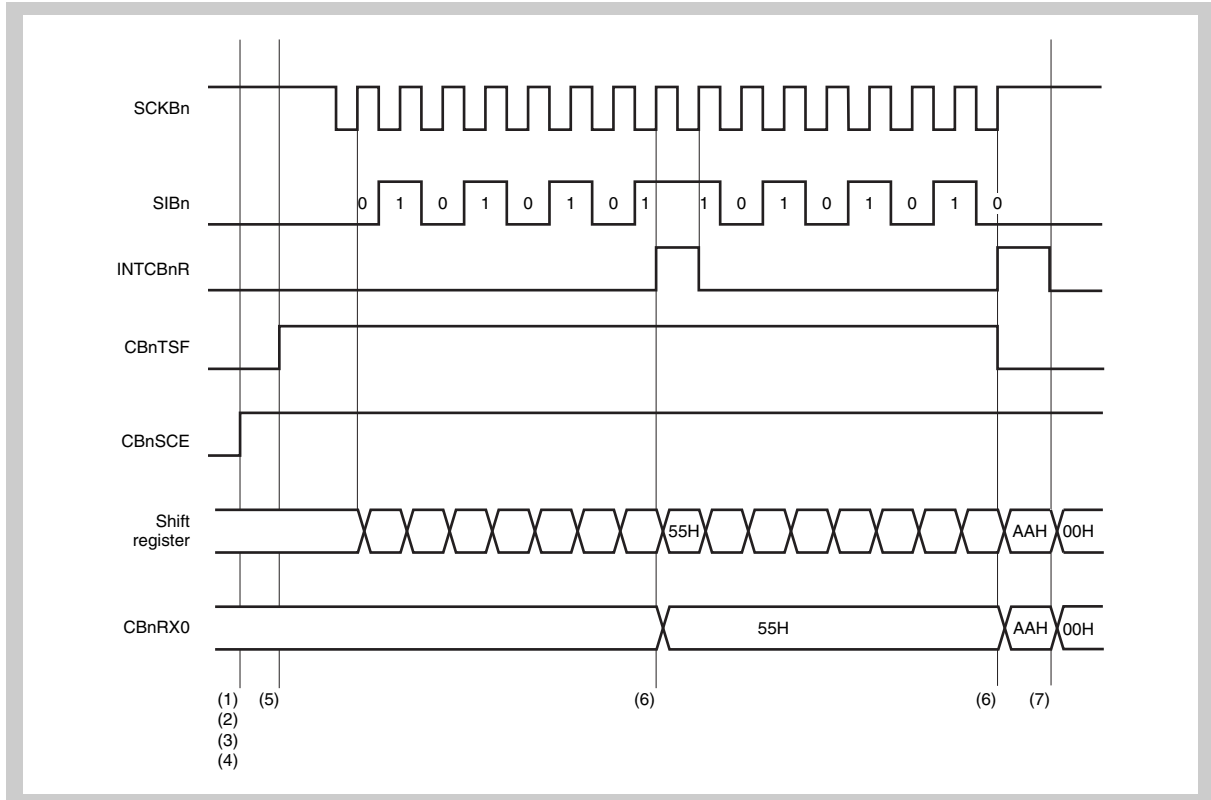 SCKBn
SIBn 0 1 0 1 0 1 0 1 1 0 1 0 1 0 1 0
INTCBnR
CBnTSF
CBnSCE
Shift
register
55H AAH 00H
CBnRX0 55H AAH 00H
(1) (5) (6) (6) (7)
(2)
(3)
(4)